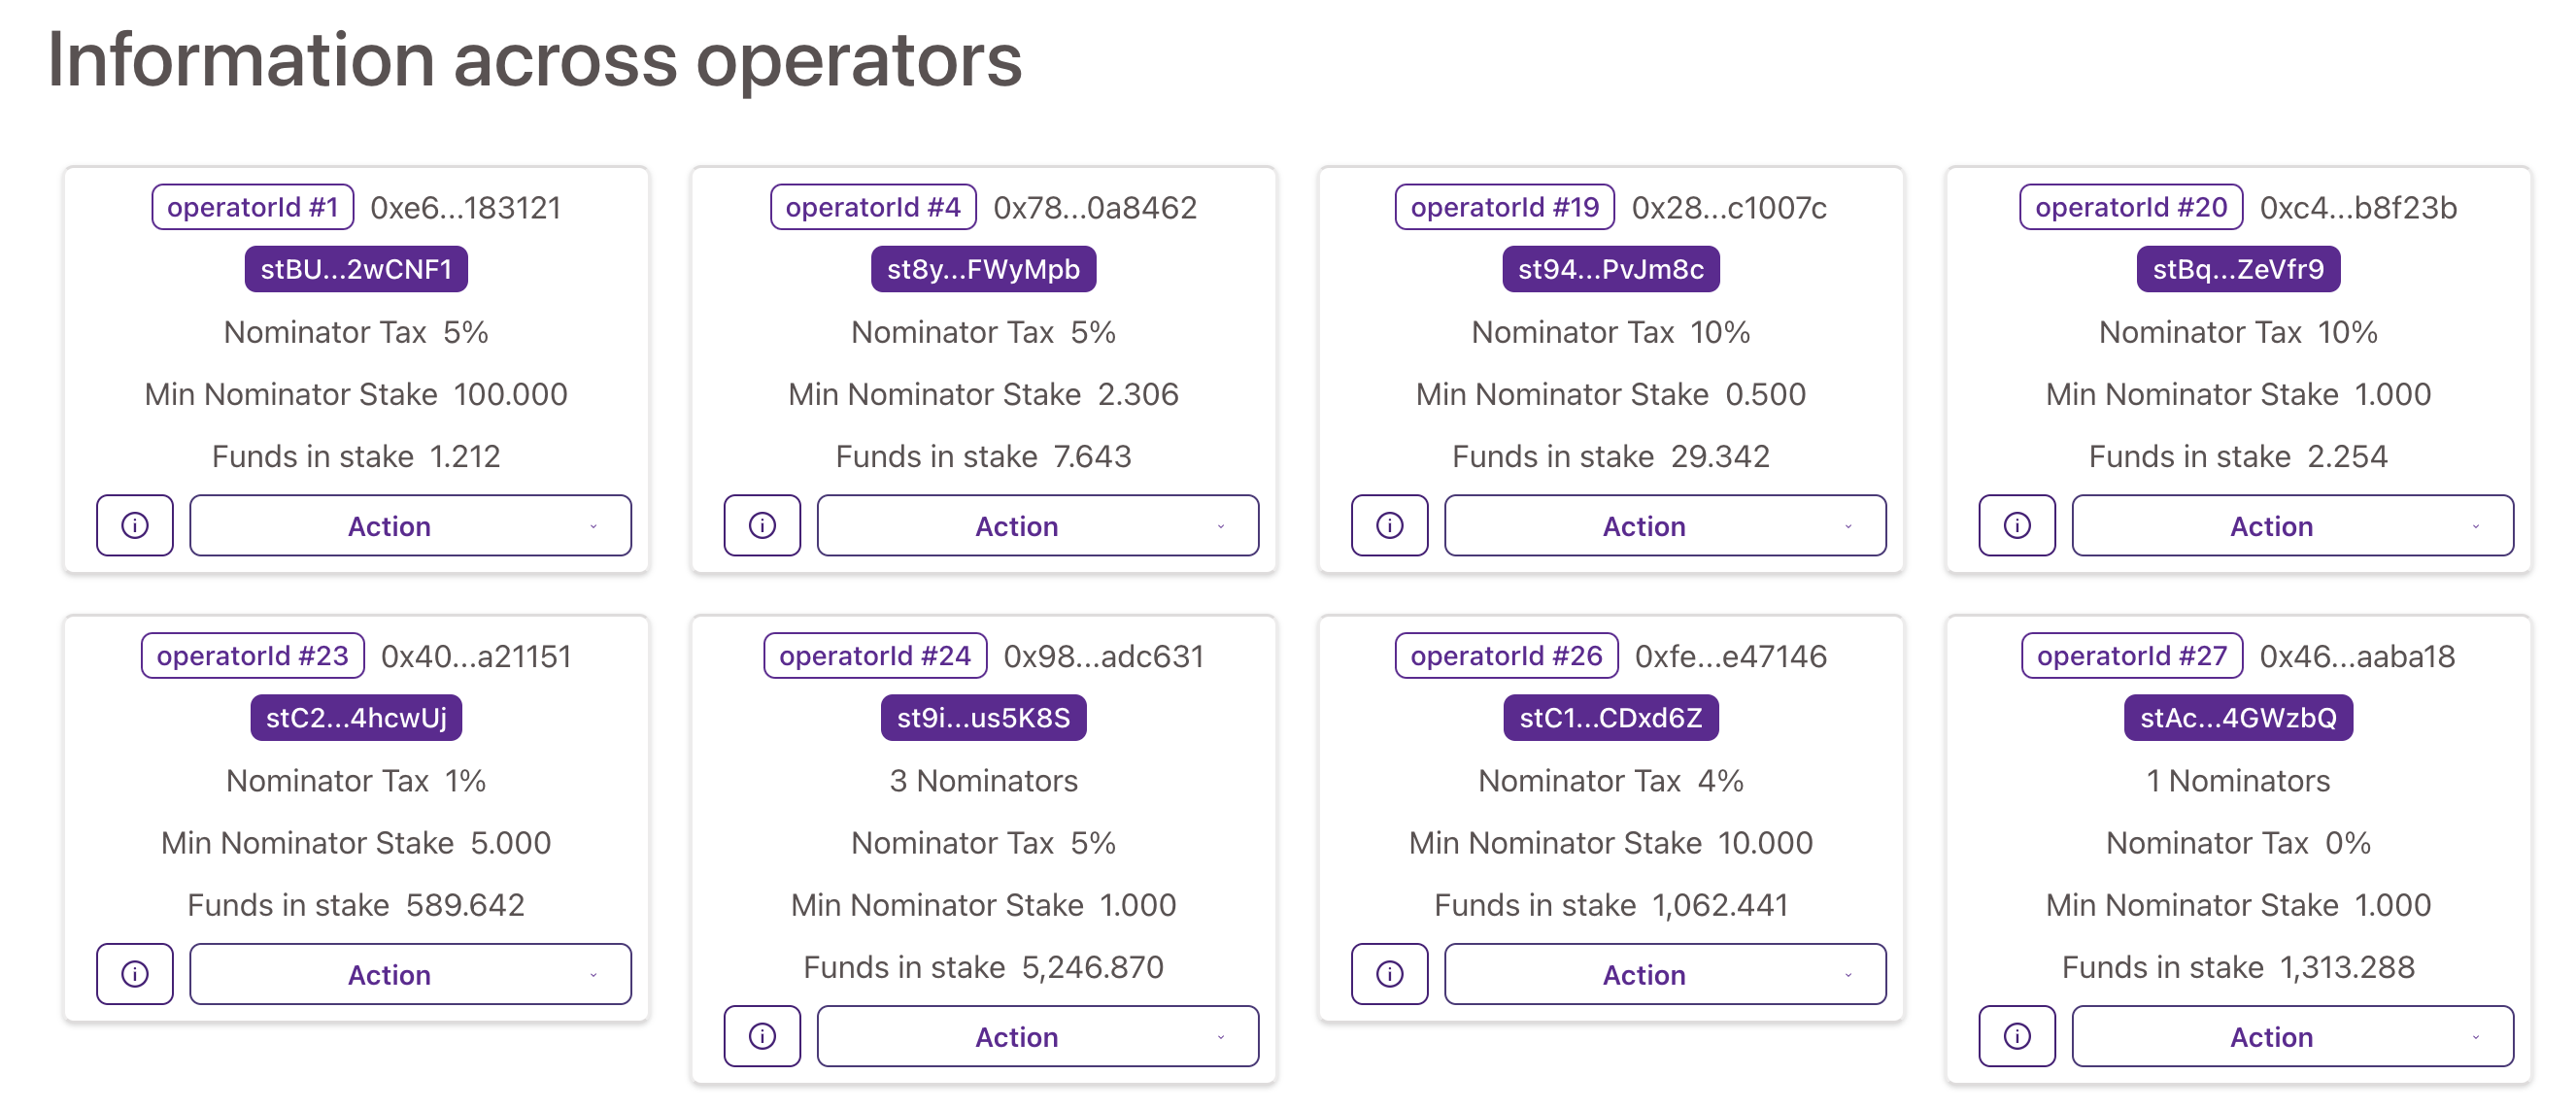 Information across operators
operatorId #1 0xe6...183121
stBU...2wCNF1
Nominator Tax 5%
Min Nominator Stake 100.000
Funds in stake 1.212
Action
operatorId #4 0x78...0a8462
st8y...FWyMpb
Nominator Tax 5%
Min Nominator Stake 2.306
Funds in stake 7.643
Action
operatorId #19 0x28...c1007c
st94...PvJm8c
Nominator Tax 10%
Min Nominator Stake 0.500
Funds in stake 29.342
Action
operatorId #20 0xc4...b8f23b
stBq...ZeVfr9
Nominator Tax 10%
Min Nominator Stake 1.000
Funds in stake 2.254
Action
operatorId #23 0x40...a21151
stC2...4hcwUj
Nominator Tax 1%
Min Nominator Stake 5.000
Funds in stake 589.642
Action
operatorId #24 0x98...adc631
st9i...us5K8S
3 Nominators
Nominator Tax 5%
Min Nominator Stake 1.000
Funds in stake 5,246.870
Action
operatorId #26 0xfe...e47146
stC1...CDxd6Z
Nominator Tax 4%
Min Nominator Stake 10.000
Funds in stake 1,062.441
Action
operatorId #27 0x46...aaba18
stAc...4GWzbQ
1 Nominators
Nominator Tax 0%
Min Nominator Stake 1.000
Funds in stake 1,313.288
Action